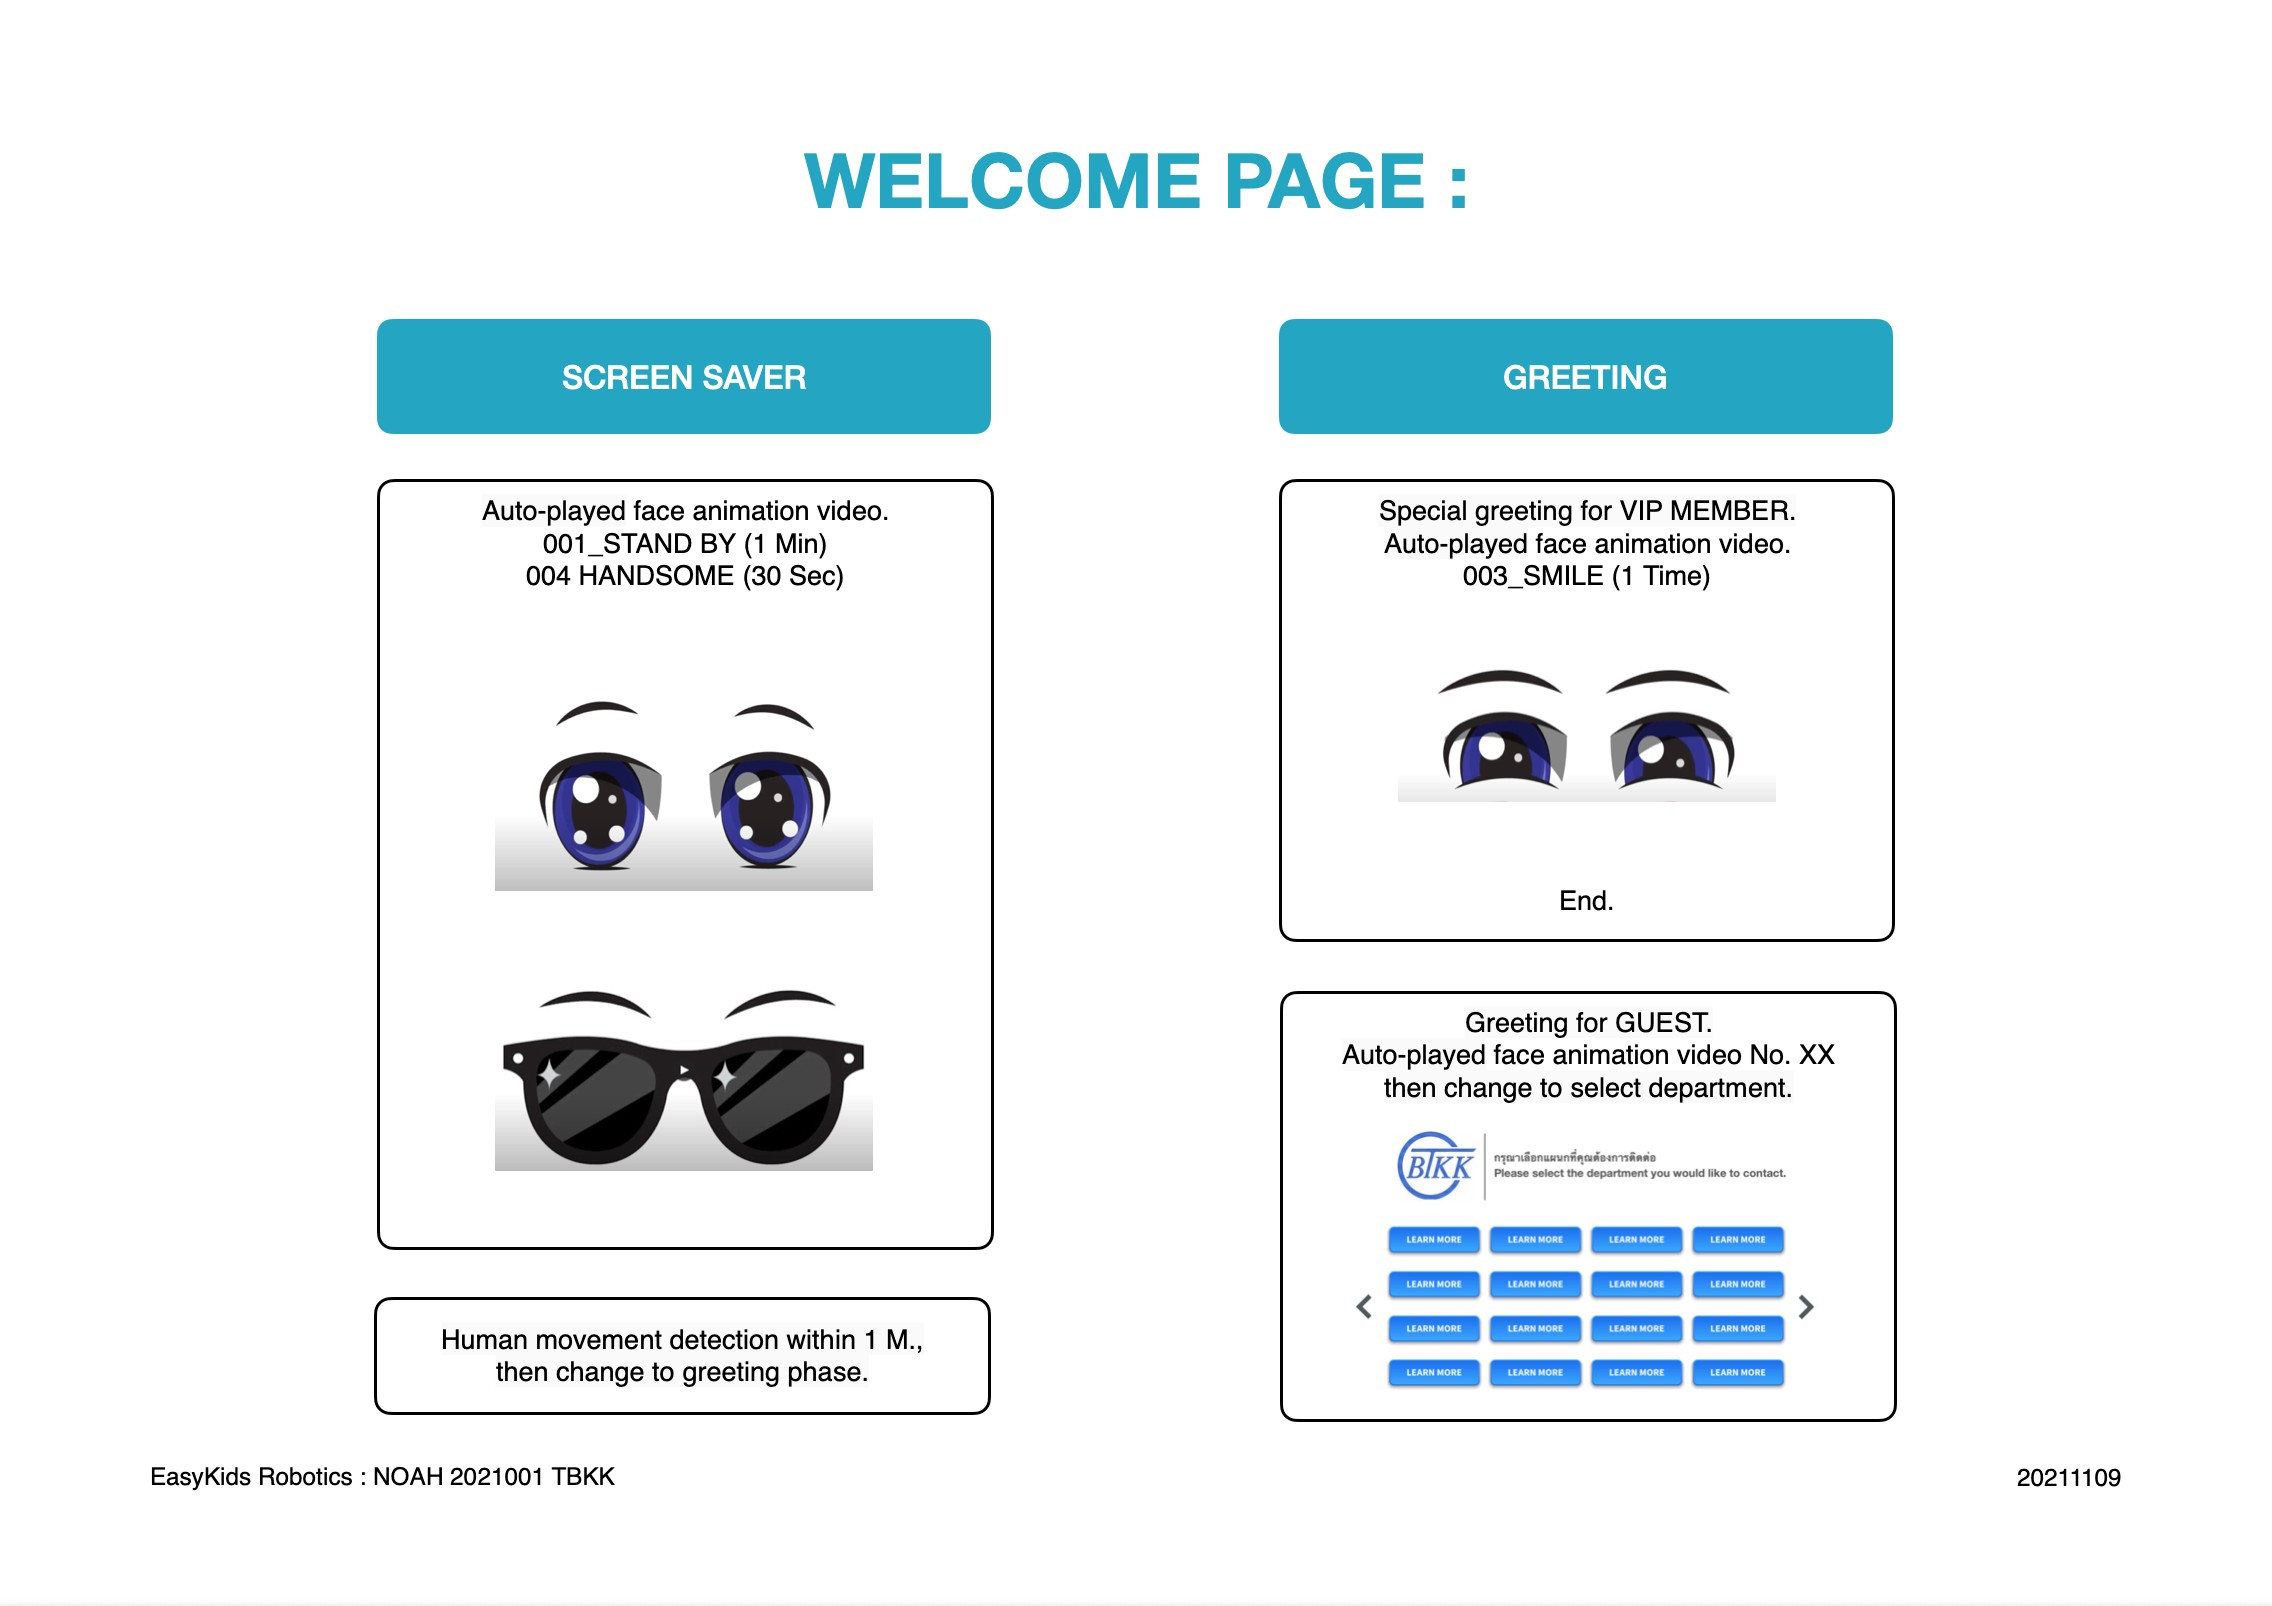 WELCOME PAGE :
SCREEN SAVER
Auto-played face animation video.
001_STAND BY (1 Min)
004 HANDSOME (30 Sec)
Human movement detection within 1 M.,
then change to greeting phase.
GREETING
Special greeting for VIP MEMBER.
Auto-played face animation video.
003_SMILE (1 Time)
End.
Greeting for GUEST.
Auto-played face animation video No. XX
then change to select department.
BTKK
กรุณาเลือกแผนกที่คุณต้องการติดต่อ
Please select the department you would like to contact.
LEARN MORE LEARN MORE LEARN MORE LEARN MORE
LEARN MORE LEARN MORE LEARN MORE LEARN MORE
LEARN MORE LEARN MORE LEARN MORE LEARN MORE
LEARN MORE LEARN MORE LEARN MORE LEARN MORE
EasyKids Robotics : NOAH 2021001 TBKK
20211109